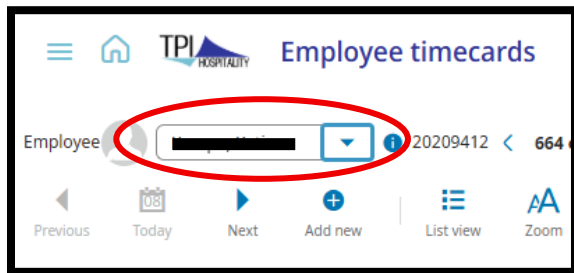 TPI HOSPITALITY Employee timecards
Employee 20209412 664
08
Previous Today Next Add new List view Zoom